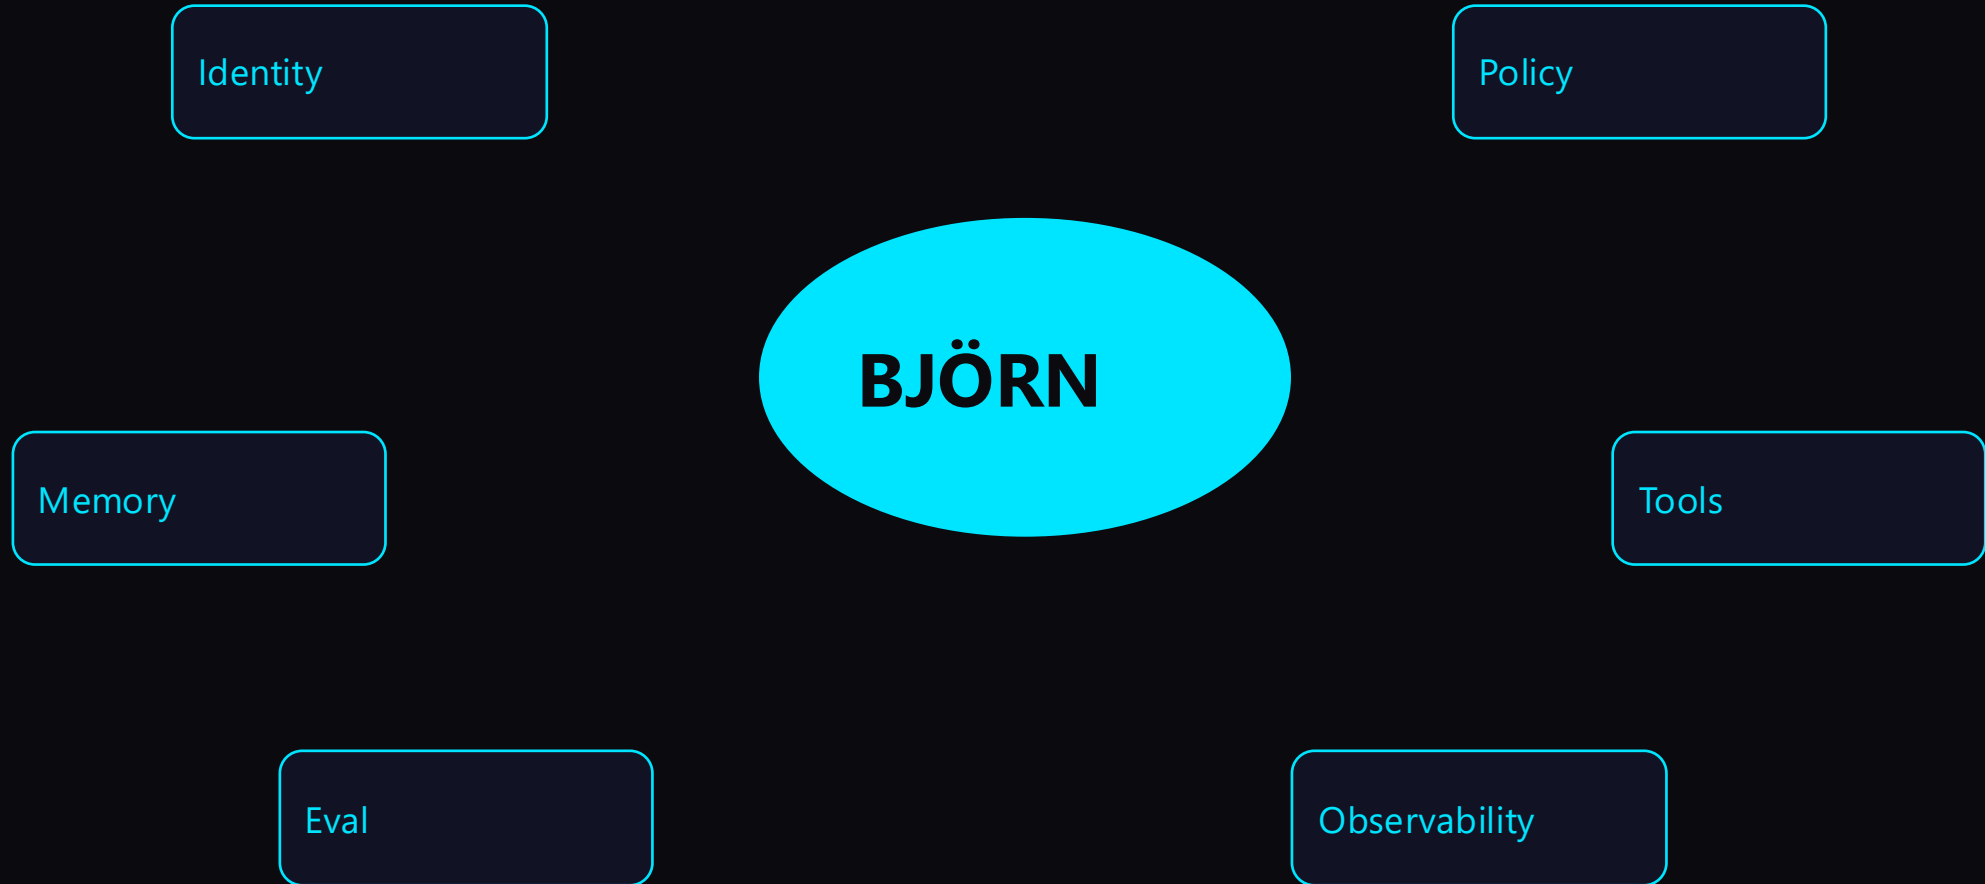 Identity
Policy
BJÖRN
Memory
Tools
Eval
Observability